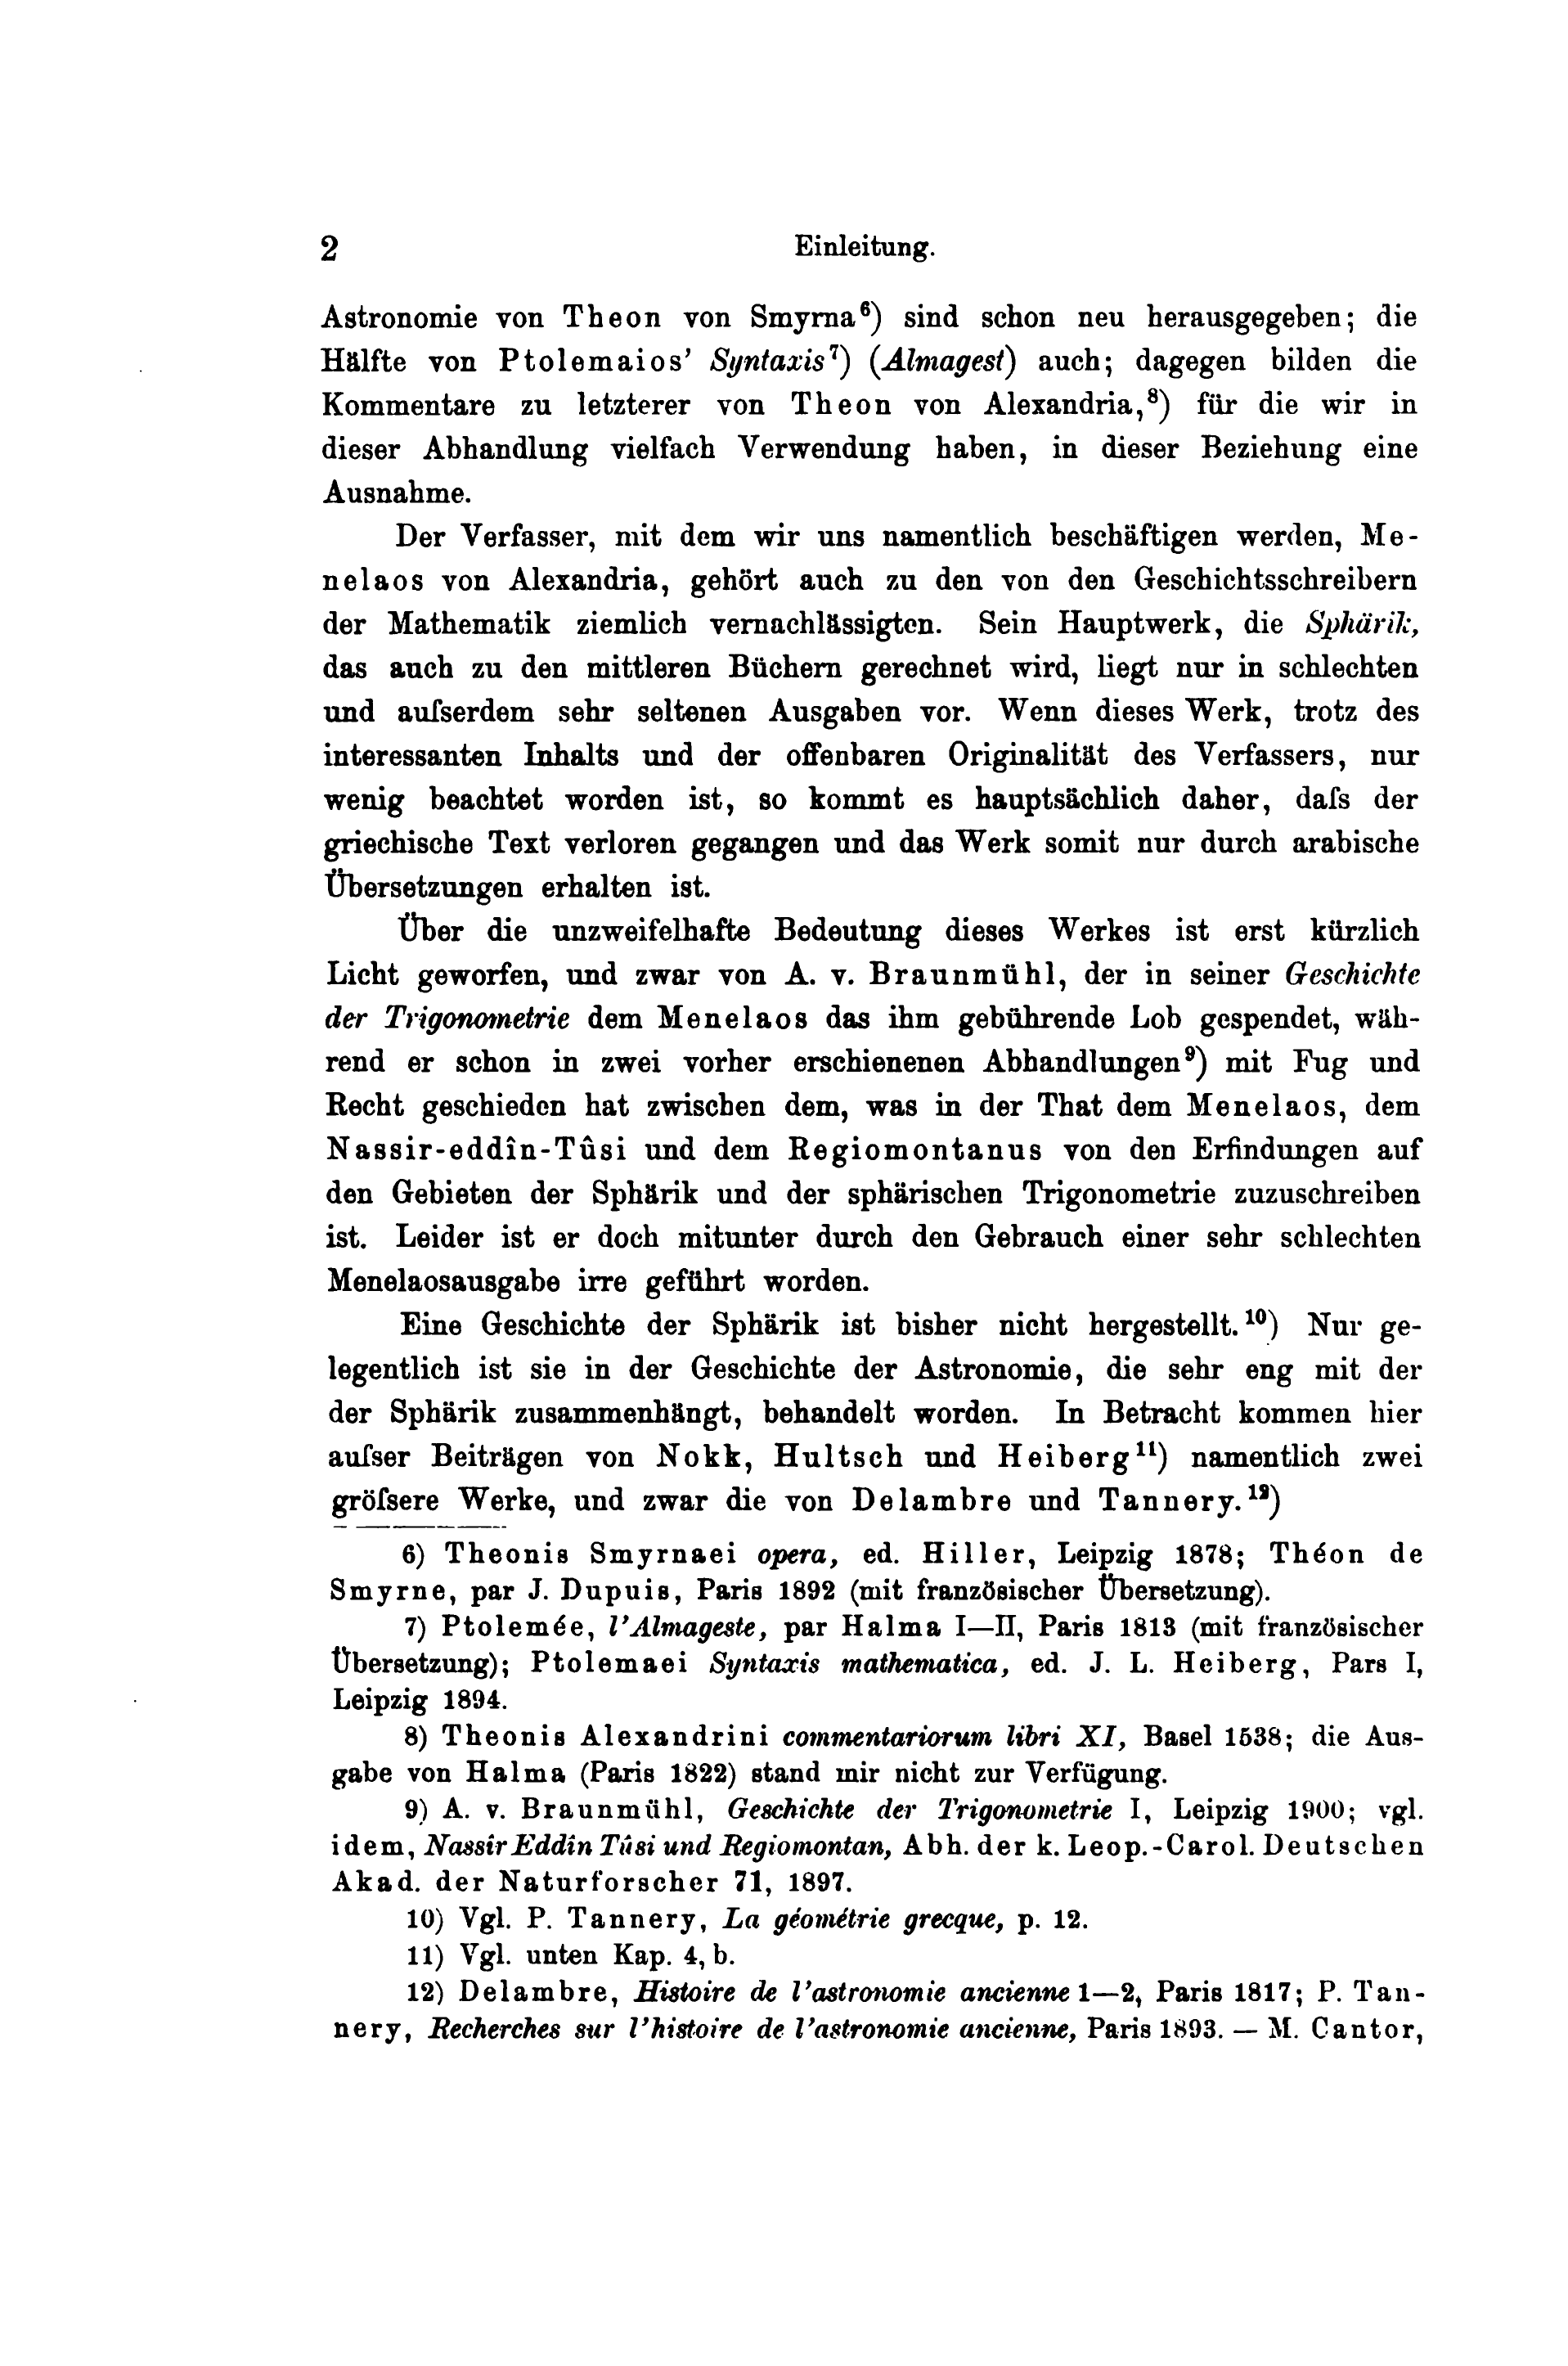 2 Einleitung.
Astronomie von Theon von Smyrna⁶) sind schon neu herausgegeben; die
Hälfte von Ptolemaios’ Syntaxis⁷) (Almagest) auch; dagegen bilden die
Kommentare zu letzterer von Theon von Alexandria,⁸) für die wir in
dieser Abhandlung vielfach Verwendung haben, in dieser Beziehung eine
Ausnahme.
Der Verfasser, mit dem wir uns namentlich beschäftigen werden, Me-
nelaos von Alexandria, gehört auch zu den von den Geschichtsschreibern
der Mathematik ziemlich vernachlässigten. Sein Hauptwerk, die Sphärik,
das auch zu den mittleren Büchern gerechnet wird, liegt nur in schlechten
und auſserdem sehr seltenen Ausgaben vor. Wenn dieses Werk, trotz des
interessanten Inhalts und der offenbaren Originalität des Verfassers, nur
wenig beachtet worden ist, so kommt es hauptsächlich daher, daſs der
griechische Text verloren gegangen und das Werk somit nur durch arabische
Übersetzungen erhalten ist.
Über die unzweifelhafte Bedeutung dieses Werkes ist erst kürzlich
Licht geworfen, und zwar von A. v. Braunmühl, der in seiner Geschichte
der Trigonometrie dem Menelaos das ihm gebührende Lob gespendet, wäh-
rend er schon in zwei vorher erschienenen Abhandlungen⁹) mit Fug und
Recht geschieden hat zwischen dem, was in der That dem Menelaos, dem
Nassir-eddîn-Tûsi und dem Regiomontanus von den Erfindungen auf
den Gebieten der Sphärik und der sphärischen Trigonometrie zuzuschreiben
ist. Leider ist er doch mitunter durch den Gebrauch einer sehr schlechten
Menelaosausgabe irre geführt worden.
Eine Geschichte der Sphärik ist bisher nicht hergestellt.¹⁰) Nur ge-
legentlich ist sie in der Geschichte der Astronomie, die sehr eng mit der
der Sphärik zusammenhängt, behandelt worden. In Betracht kommen hier
auſser Beiträgen von Nokk, Hultsch und Heiberg¹¹) namentlich zwei
gröſsere Werke, und zwar die von Delambre und Tannery.¹²)
6) Theonis Smyrnaei opera, ed. Hiller, Leipzig 1878; Théon de
Smyrne, par J. Dupuis, Paris 1892 (mit französischer Übersetzung).
7) Ptolemée, l’Almageste, par Halma I—II, Paris 1813 (mit französischer
Übersetzung); Ptolemaei Syntaxis mathematica, ed. J. L. Heiberg, Pars I,
Leipzig 1894.
8) Theonis Alexandrini commentariorum libri XI, Basel 1538; die Aus-
gabe von Halma (Paris 1822) stand mir nicht zur Verfügung.
9) A. v. Braunmühl, Geschichte der Trigonometrie I, Leipzig 1900; vgl.
idem, Nassîr Eddîn Tûsi und Regiomontan, Abh. der k. Leop.-Carol. Deutschen
Akad. der Naturforscher 71, 1897.
10) Vgl. P. Tannery, La géométrie grecque, p. 12.
11) Vgl. unten Kap. 4, b.
12) Delambre, Histoire de l’astronomie ancienne 1—2, Paris 1817; P. Tan-
nery, Recherches sur l’histoire de l’astronomie ancienne, Paris 1893. — M. Cantor,